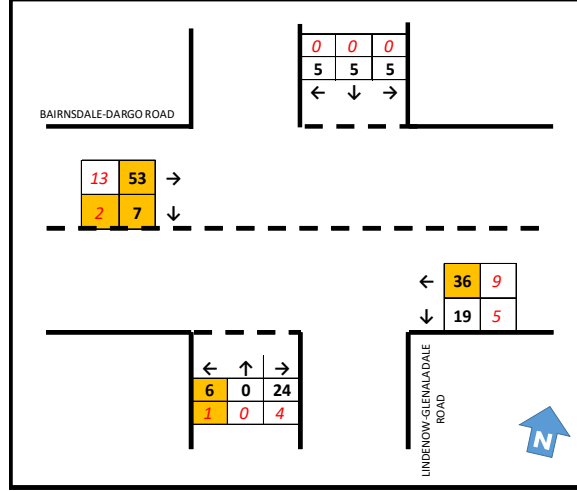 0 0 0
5 5 5
← ↓ →
BAIRNSDALE-DARGO ROAD
13 53 →
2 7 ↓
← 36 9
↓ 19 5
← ↑ →
6 0 24
1 0 4
LINDENOW-GLENALADALE
ROAD
N